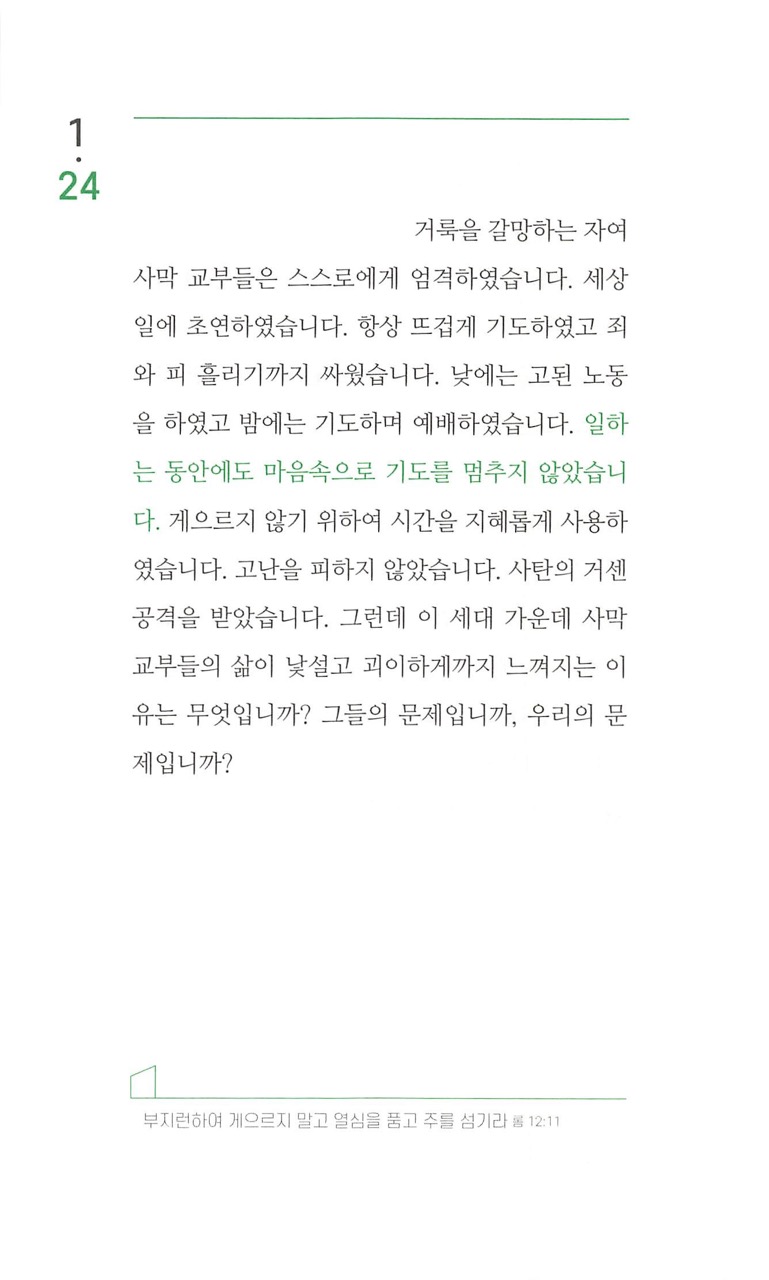 1
.
24
거룩을 갈망하는 자여
사막 교부들은 스스로에게 엄격하였습니다. 세상
일에 초연하였습니다. 항상 뜨겁게 기도하였고 죄
와 피 흘리기까지 싸웠습니다. 낮에는 고된 노동
을 하였고 밤에는 기도하며 예배하였습니다. 일하
는 동안에도 마음속으로 기도를 멈추지 않았습니
다. 게으르지 않기 위하여 시간을 지혜롭게 사용하
였습니다. 고난을 피하지 않았습니다. 사탄의 거센
공격을 받았습니다. 그런데 이 세대 가운데 사막
교부들의 삶이 낯설고 괴이하게까지 느껴지는 이
유는 무엇입니까? 그들의 문제입니까, 우리의 문
제입니까?
부지런하여 게으르지 말고 열심을 품고 주를 섬기라 롬 12:11